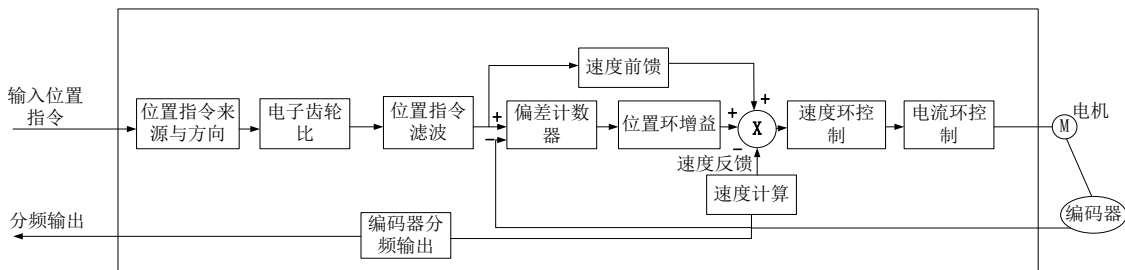 速度前馈
输入位置
指令
位置指令来
源与方向
电子齿轮
比
位置指令
滤波
+
−
偏差计数
器
位置环增益
+
+
X
−
速度环控
制
电流环控
制
M
电机
速度反馈
速度计算
编码器
分频输出
编码器分
频输出